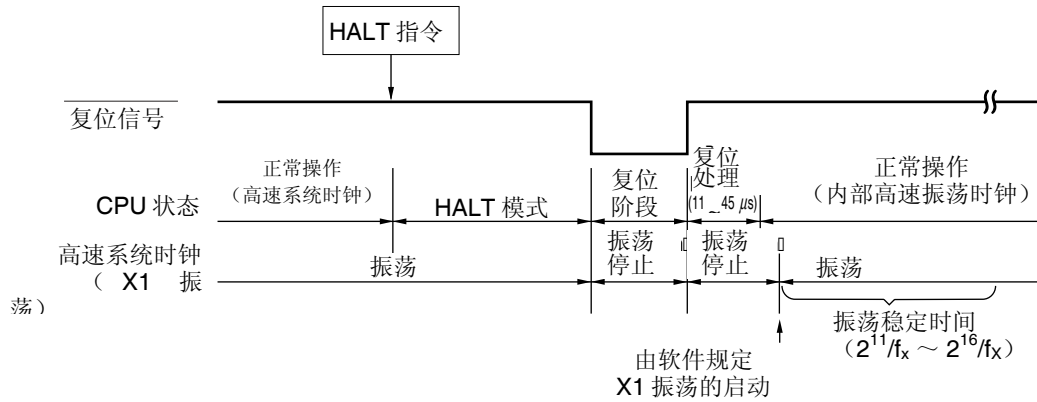 HALT 指令
复位信号
正常操作
（高速系统时钟）
复位
阶段
复位
处理
(11 ~ 45 μs)
正常操作
（内部高速振荡时钟）
CPU 状态
HALT 模式
高速系统时钟
（ X1 振
荡）
振荡
振荡
停止
振荡
停止
振荡
振荡稳定时间
（2¹¹/fx ～ 2¹⁶/fx）
由软件规定
X1 振荡的启动